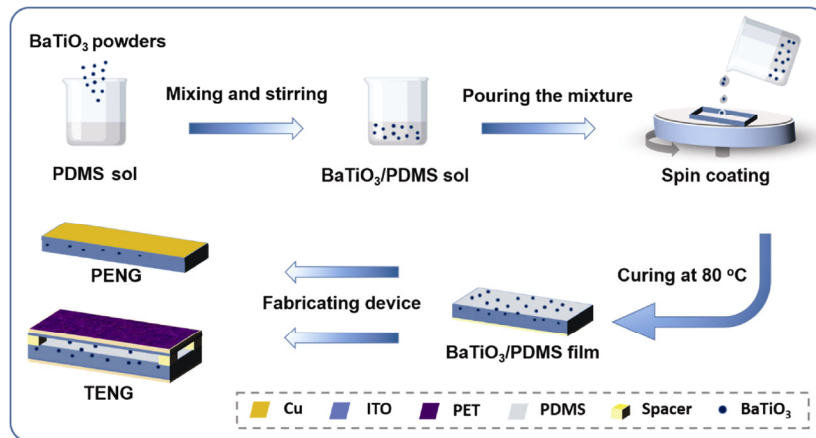 BaTiO₃ powders
Mixing and stirring
Pouring the mixture
PDMS sol
BaTiO₃/PDMS sol
Spin coating
PENG
Curing at 80 °C
Fabricating device
TENG
BaTiO₃/PDMS film
Cu ITO PET PDMS Spacer BaTiO₃